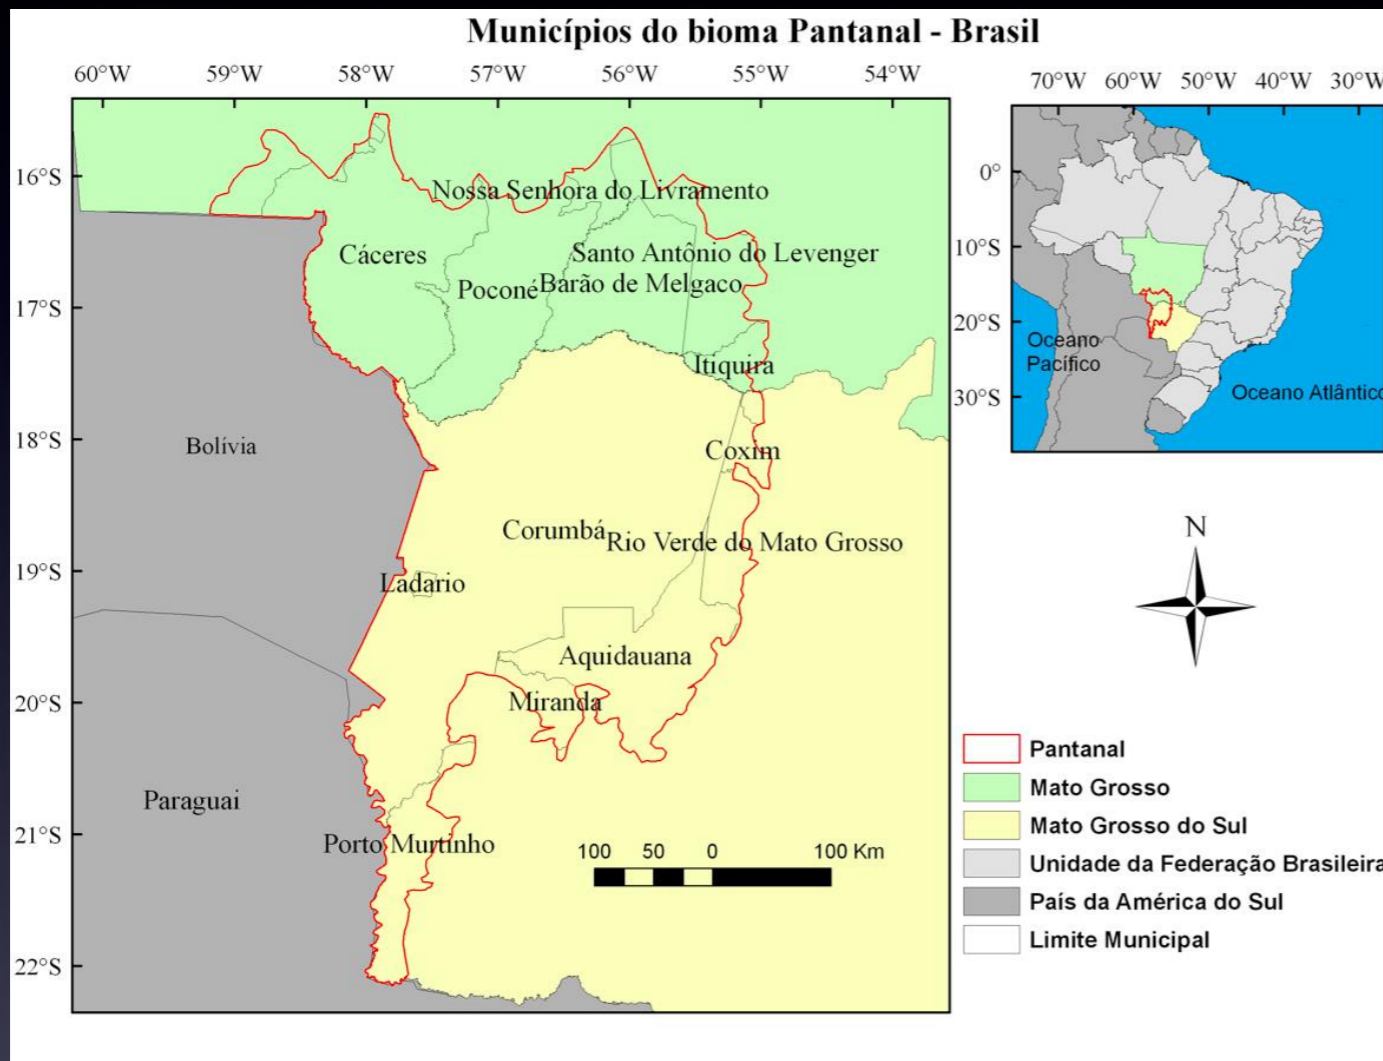 Municípios do bioma Pantanal - Brasil
60°W 59°W 58°W 57°W 56°W 55°W 54°W
70°W 60°W 50°W 40°W 30°W
16°S
17°S
18°S
19°S
20°S
21°S
22°S
Nossa Senhora do Livramento
Cáceres
Santo Antônio do Levenger
Poconé
Barão de Melgaco
Itiquira
Bolívia
Coxim
Corumbá
Rio Verde do Mato Grosso
Ladario
Aquidauana
Miranda
Paraguai
Porto Murtinho
100 50 0 100 Km
0°
10°S
20°S
30°S
Oceano
Pacífico
Oceano Atlântico
N
Pantanal
Mato Grosso
Mato Grosso do Sul
Unidade da Federação Brasileira
País da América do Sul
Limite Municipal